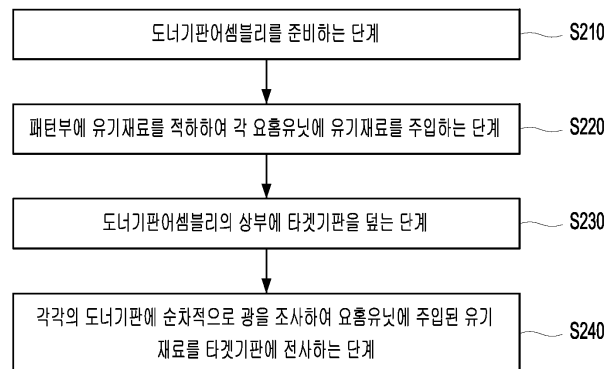 도너기판어셈블리를 준비하는 단계
S210
패턴부에 유기재료를 적하하여 각 요홈유닛에 유기재료를 주입하는 단계
S220
도너기판어셈블리의 상부에 타겟기판을 덮는 단계
S230
각각의 도너기판에 순차적으로 광을 조사하여 요홈유닛에 주입된 유기
재료를 타겟기판에 전사하는 단계
S240